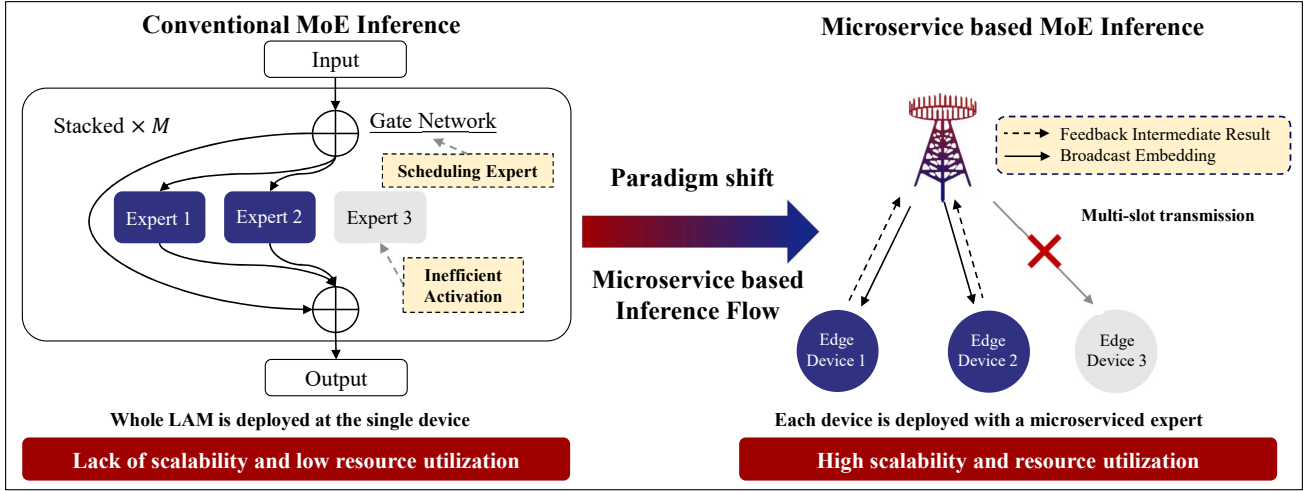 Conventional MoE Inference
Input
Stacked × M
Gate Network
Scheduling Expert
Expert 1
Expert 2
Expert 3
Inefficient
Activation
Output
Whole LAM is deployed at the single device
Lack of scalability and low resource utilization
Paradigm shift
Microservice based
Inference Flow
Microservice based MoE Inference
Feedback Intermediate Result
Broadcast Embedding
Multi-slot transmission
Edge
Device 1
Edge
Device 2
Edge
Device 3
Each device is deployed with a microserviced expert
High scalability and resource utilization